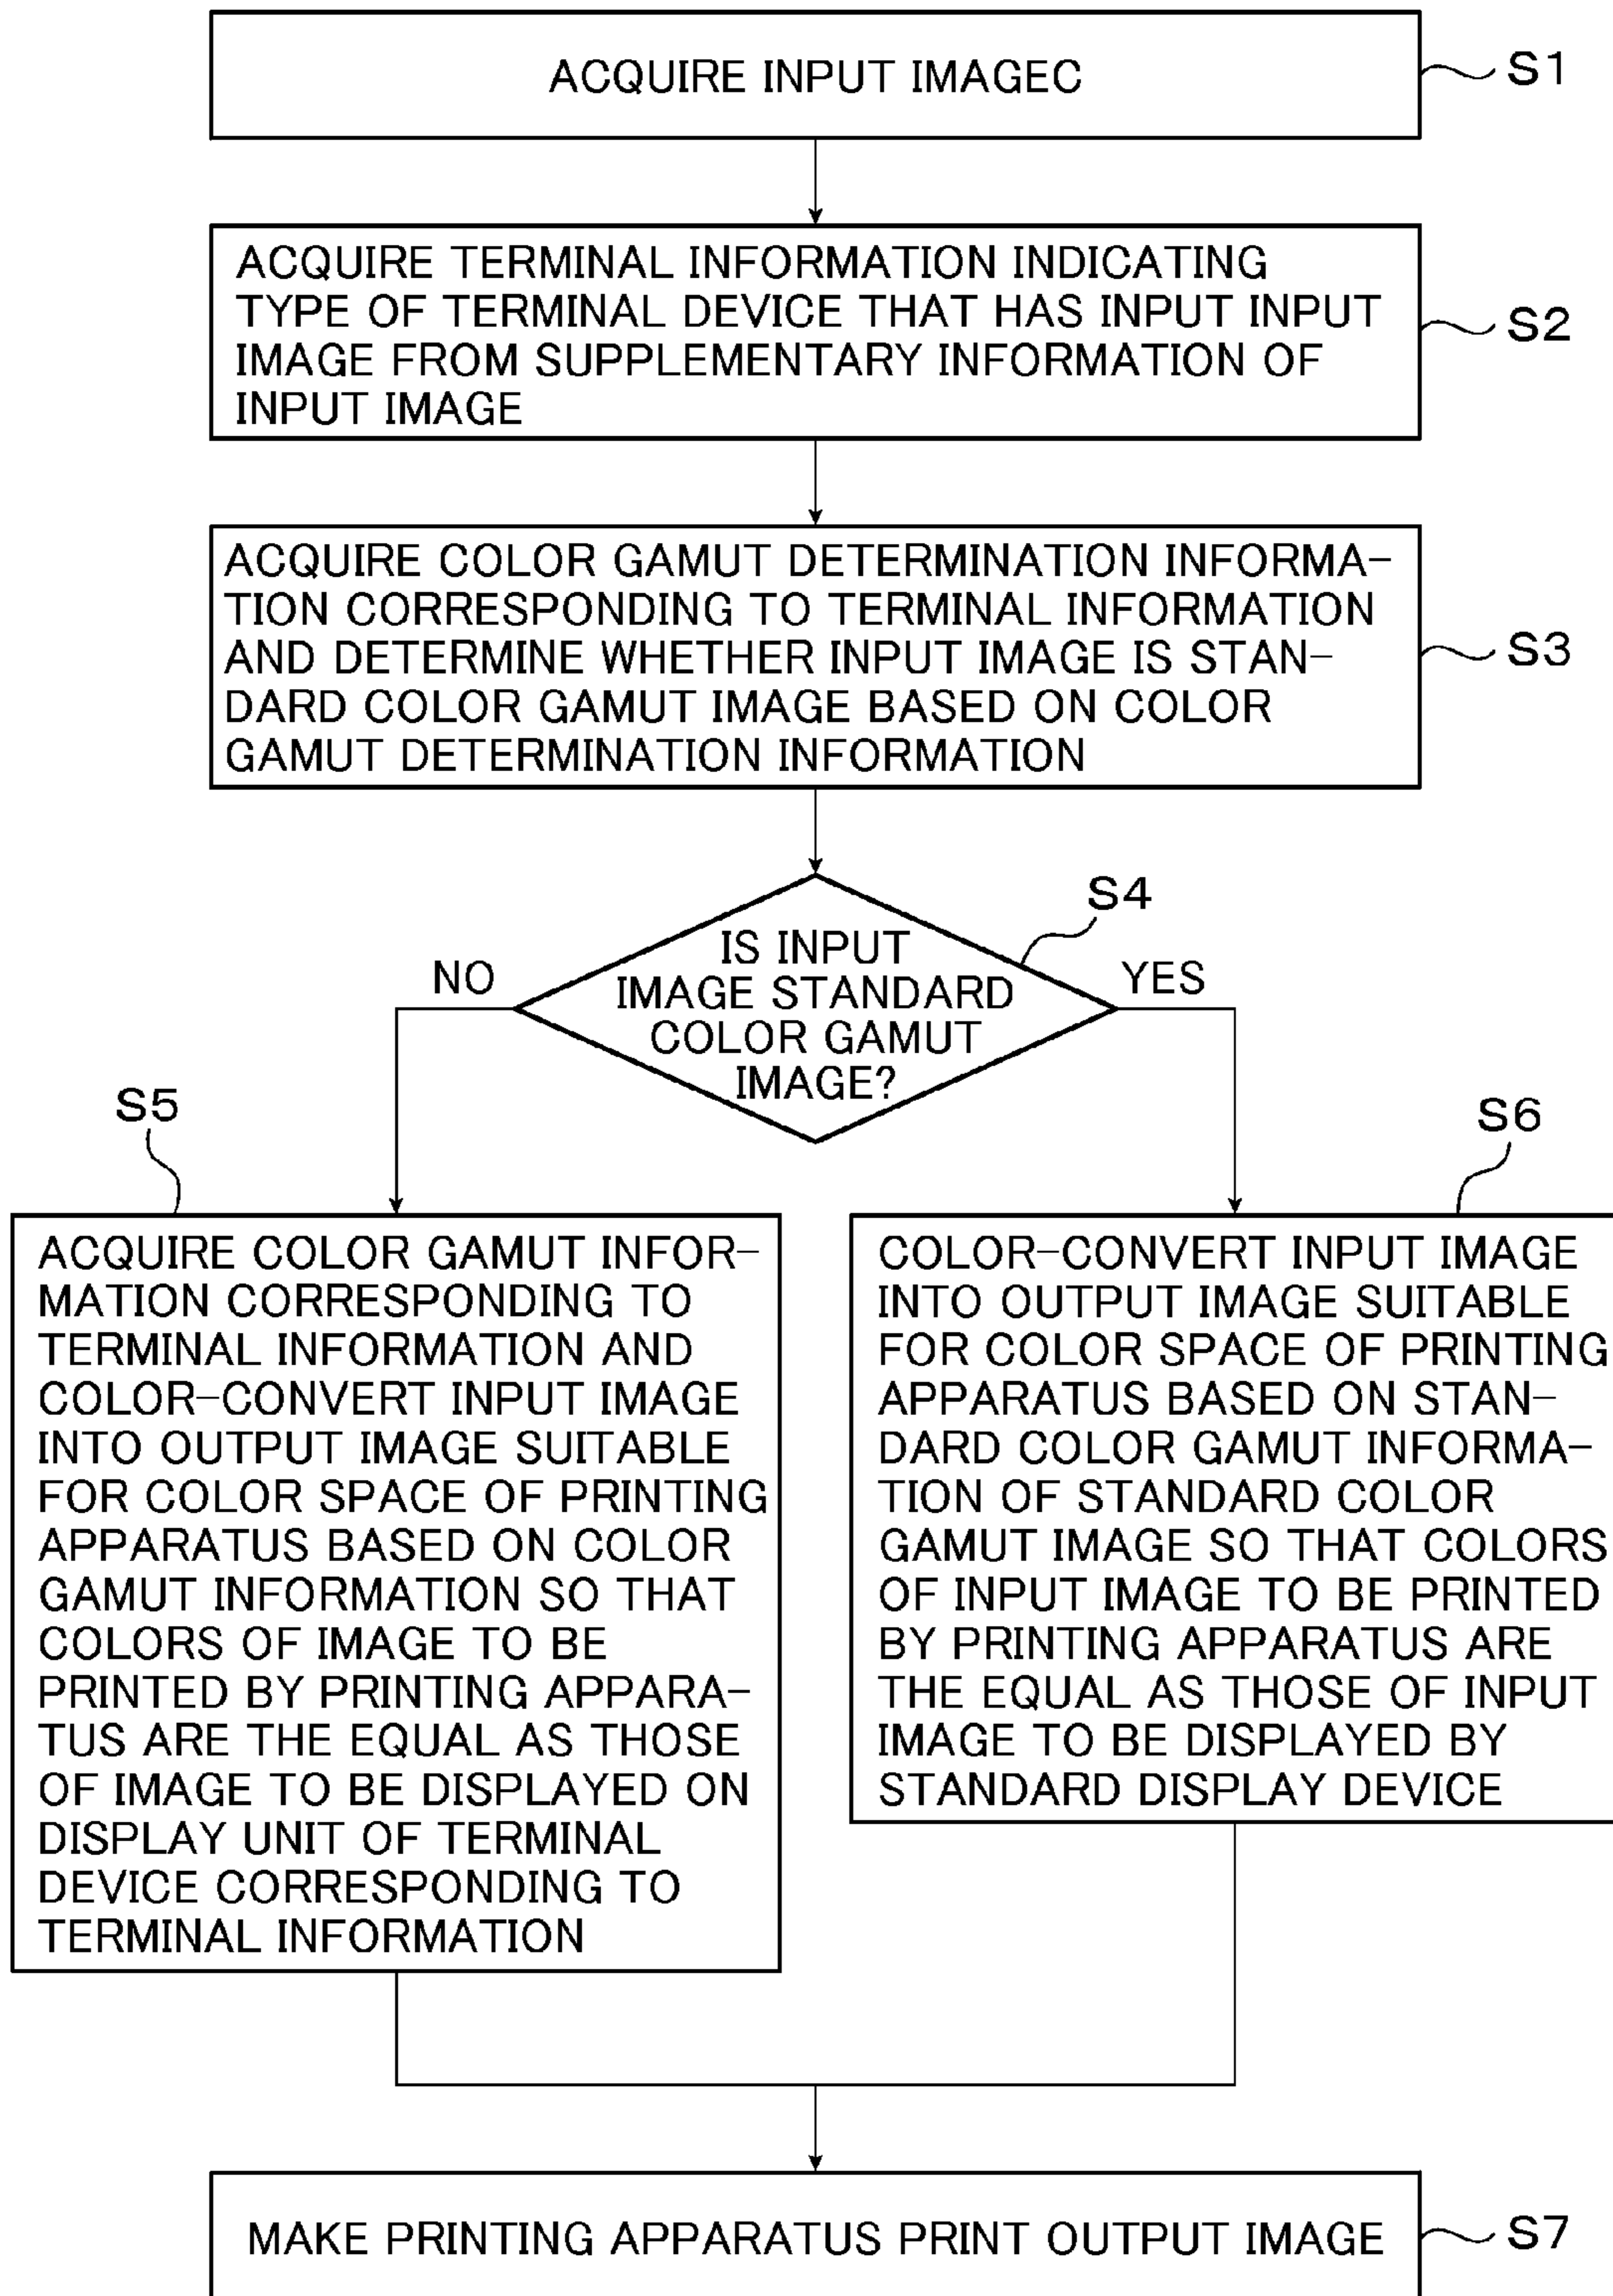 ACQUIRE INPUT IMAGEC
S1
ACQUIRE TERMINAL INFORMATION INDICATING
TYPE OF TERMINAL DEVICE THAT HAS INPUT INPUT
IMAGE FROM SUPPLEMENTARY INFORMATION OF
INPUT IMAGE
S2
ACQUIRE COLOR GAMUT DETERMINATION INFORMA-
TION CORRESPONDING TO TERMINAL INFORMATION
AND DETERMINE WHETHER INPUT IMAGE IS STAN-
DARD COLOR GAMUT IMAGE BASED ON COLOR
GAMUT DETERMINATION INFORMATION
S3
S4
IS INPUT
IMAGE STANDARD
COLOR GAMUT
IMAGE?
NO
YES
S5
ACQUIRE COLOR GAMUT INFOR-
MATION CORRESPONDING TO
TERMINAL INFORMATION AND
COLOR-CONVERT INPUT IMAGE
INTO OUTPUT IMAGE SUITABLE
FOR COLOR SPACE OF PRINTING
APPARATUS BASED ON COLOR
GAMUT INFORMATION SO THAT
COLORS OF IMAGE TO BE
PRINTED BY PRINTING APPARA-
TUS ARE THE EQUAL AS THOSE
OF IMAGE TO BE DISPLAYED ON
DISPLAY UNIT OF TERMINAL
DEVICE CORRESPONDING TO
TERMINAL INFORMATION
S6
COLOR-CONVERT INPUT IMAGE
INTO OUTPUT IMAGE SUITABLE
FOR COLOR SPACE OF PRINTING
APPARATUS BASED ON STAN-
DARD COLOR GAMUT INFORMA-
TION OF STANDARD COLOR
GAMUT IMAGE SO THAT COLORS
OF INPUT IMAGE TO BE PRINTED
BY PRINTING APPARATUS ARE
THE EQUAL AS THOSE OF INPUT
IMAGE TO BE DISPLAYED BY
STANDARD DISPLAY DEVICE
MAKE PRINTING APPARATUS PRINT OUTPUT IMAGE
S7